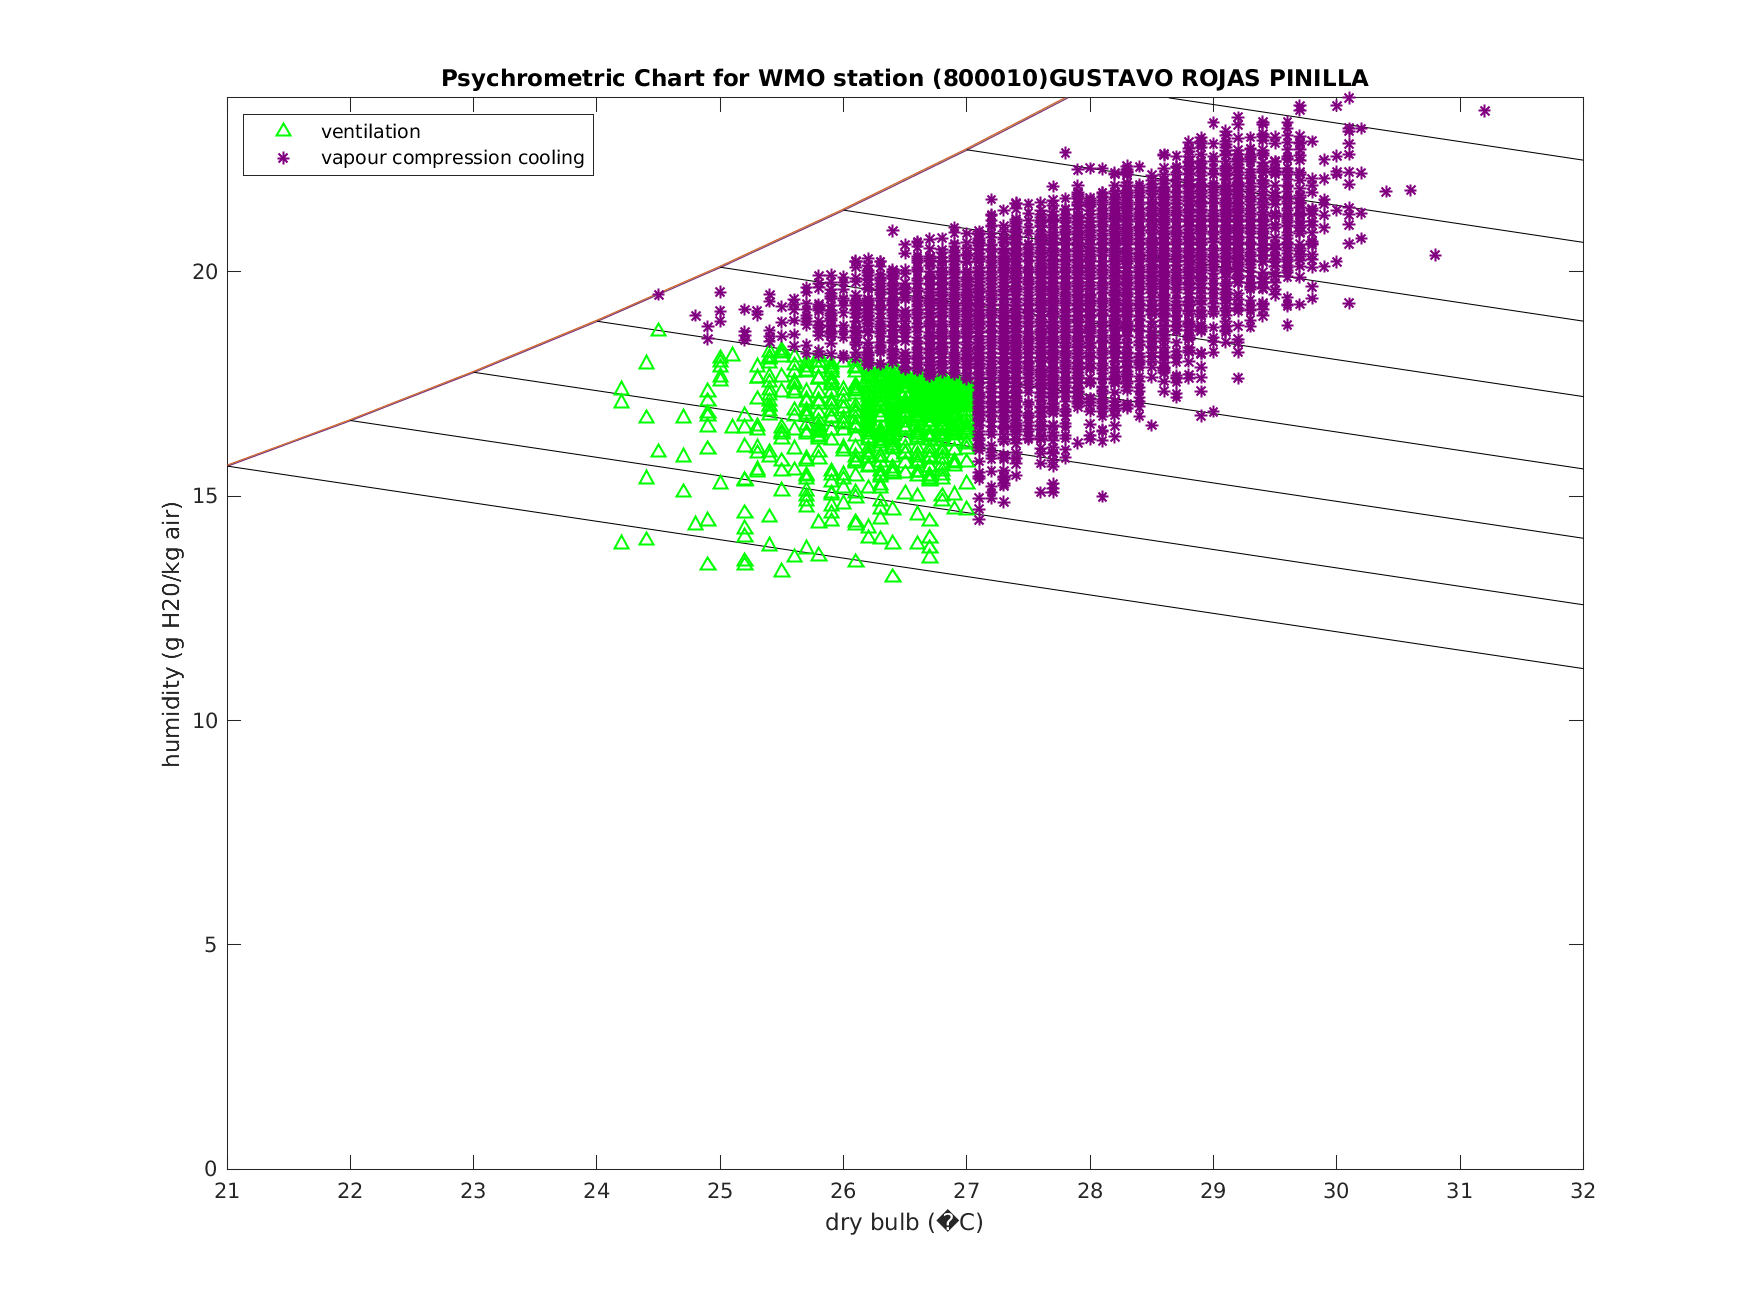 Psychrometric Chart for WMO station (800010)GUSTAVO ROJAS PINILLA
ventilation
vapour compression cooling
humidity (g H20/kg air)
20
15
10
5
0
21 22 23 24 25 26 27 28 29 30 31 32
dry bulb (�C)